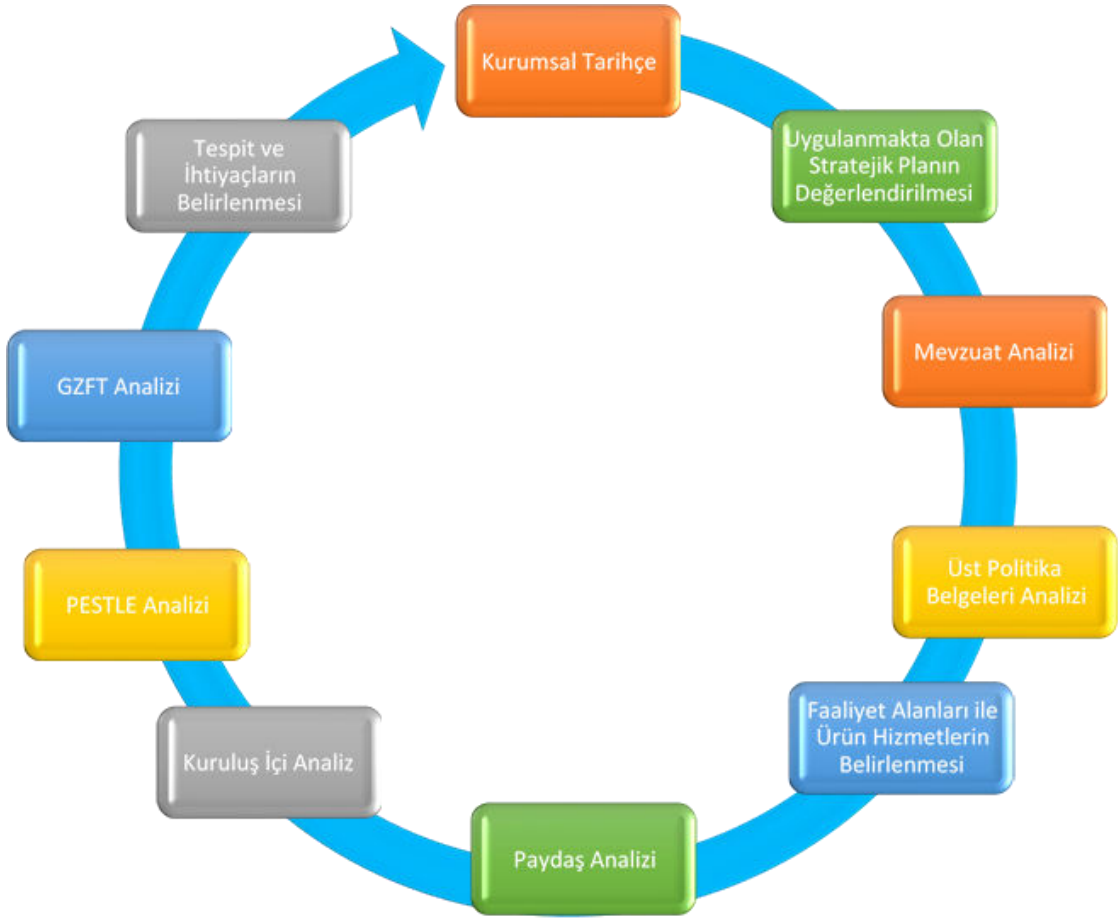 Kurumsal Tarihçe
Uygulanmakta Olan
Stratejik Planın
Değerlendirilmesi
Mevzuat Analizi
Üst Politika
Belgeleri Analizi
Faaliyet Alanları ile
Ürün Hizmetlerin
Belirlenmesi
Paydaş Analizi
Kuruluş İçi Analiz
PESTLE Analizi
GZFT Analizi
Tespit ve
İhtiyaçların
Belirlenmesi